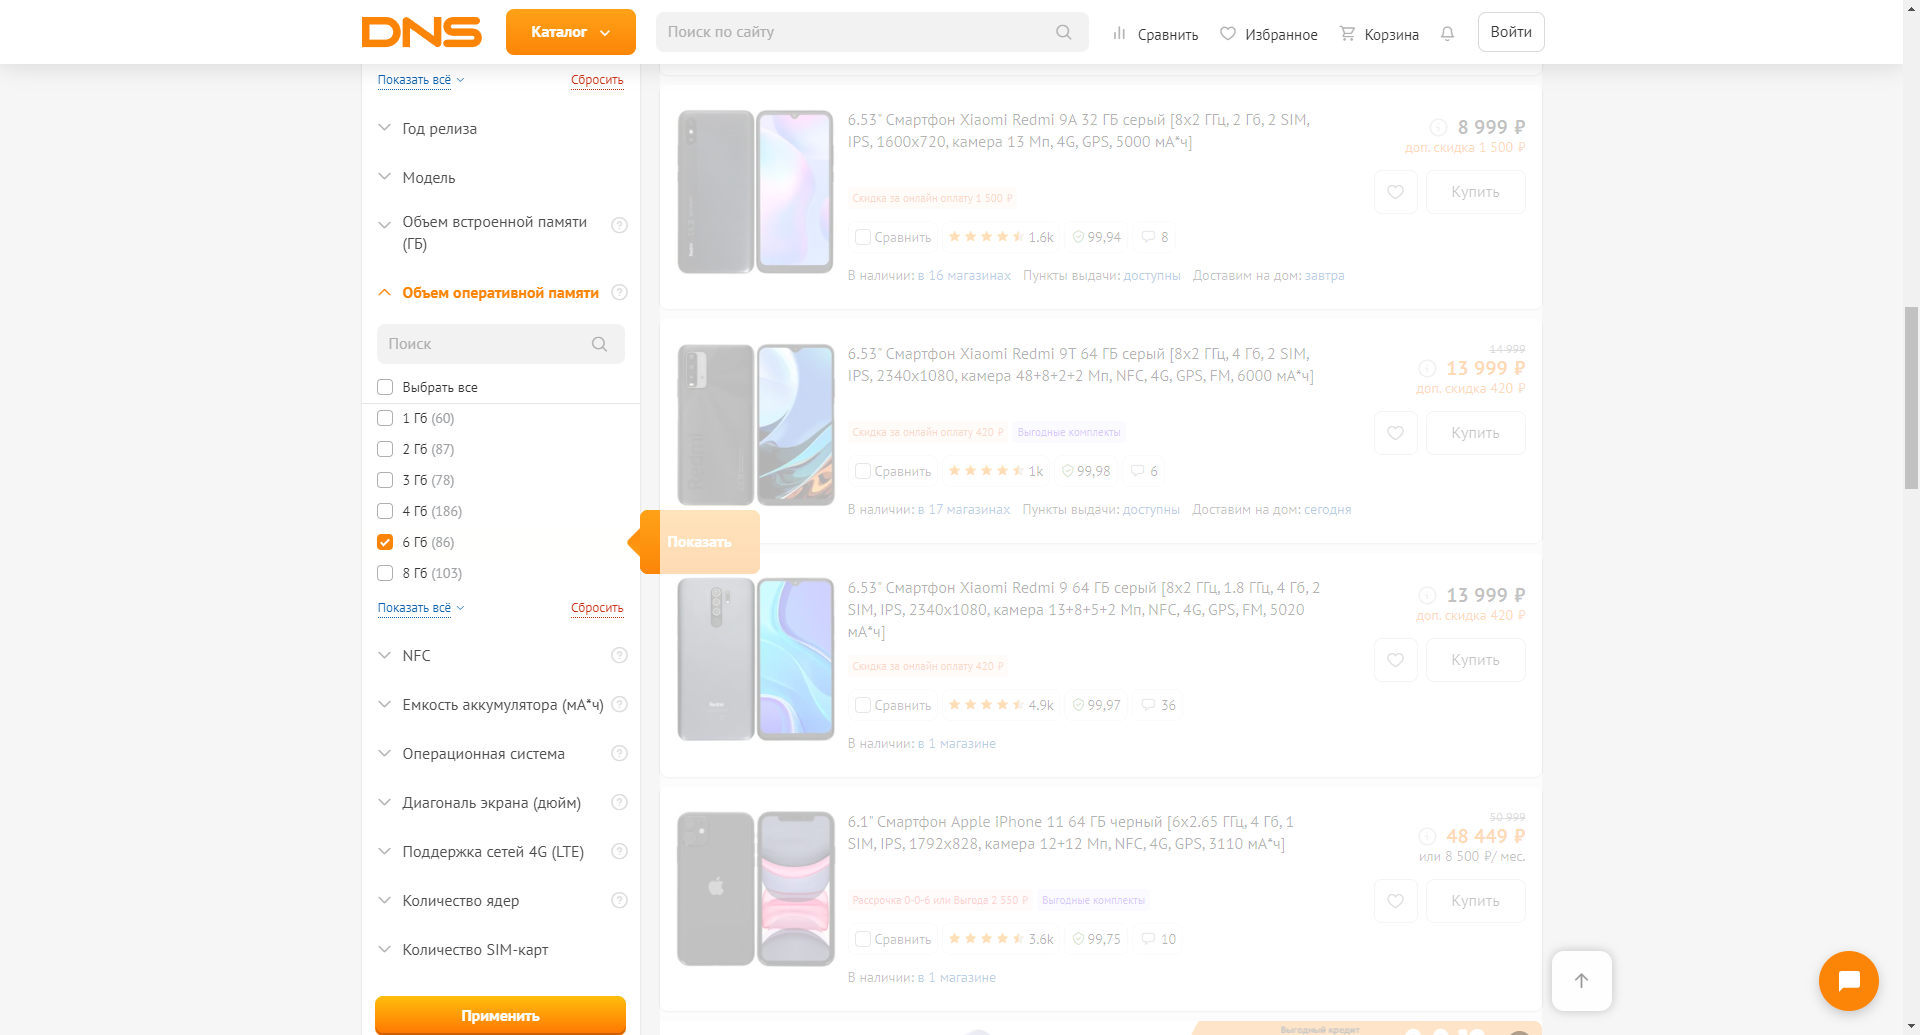 DNS
Каталог
Поиск по сайту
Сравнить
Избранное
Корзина
Войти
Показать всё
Сбросить
Год релиза
Модель
Объем встроенной памяти
(ГБ)
Объем оперативной памяти
Поиск
Выбрать все
1 Гб (60)
2 Гб (87)
3 Гб (78)
4 Гб (186)
6 Гб (86)
8 Гб (103)
Показать всё
Сбросить
NFC
Емкость аккумулятора (мА*ч)
Операционная система
Диагональ экрана (дюйм)
Поддержка сетей 4G (LTE)
Количество ядер
Количество SIM-карт
Применить
Показать
6.53" Смартфон Xiaomi Redmi 9A 32 ГБ серый [8x2 ГГц, 2 Гб, 2 SIM,
IPS, 1600x720, камера 13 Мп, 4G, GPS, 5000 мА*ч]
8 999 ₽
доп. скидка 1 500 ₽
Купить
Скидка за онлайн оплату 1 500 ₽
Сравнить
1.6k
99,94
8
В наличии: в 16 магазинах Пункты выдачи: доступны Доставим на дом: завтра
6.53" Смартфон Xiaomi Redmi 9T 64 ГБ серый [8x2 ГГц, 4 Гб, 2 SIM,
IPS, 2340x1080, камера 48+8+2+2 Мп, NFC, 4G, GPS, FM, 6000 мА*ч]
14 999
13 999 ₽
доп. скидка 420 ₽
Купить
Скидка за онлайн оплату 420 ₽
Выгодные комплекты
Сравнить
1k
99,98
6
В наличии: в 17 магазинах Пункты выдачи: доступны Доставим на дом: сегодня
6.53" Смартфон Xiaomi Redmi 9 64 ГБ серый [8x2 ГГц, 1.8 ГГц, 4 Гб, 2
SIM, IPS, 2340x1080, камера 13+8+5+2 Мп, NFC, 4G, GPS, FM, 5020
мА*ч]
13 999 ₽
доп. скидка 420 ₽
Купить
Скидка за онлайн оплату 420 ₽
Сравнить
4.9k
99,97
36
В наличии: в 1 магазине
6.1" Смартфон Apple iPhone 11 64 ГБ черный [6x2.65 ГГц, 4 Гб, 1
SIM, IPS, 1792x828, камера 12+12 Мп, NFC, 4G, GPS, 3110 мА*ч]
50 999
48 449 ₽
или 8 500 ₽/ мес.
Купить
Рассрочка 0-0-6 или Выгода 2 550 ₽
Выгодные комплекты
Сравнить
3.6k
99,75
10
В наличии: в 1 магазине
Выгодный кредит